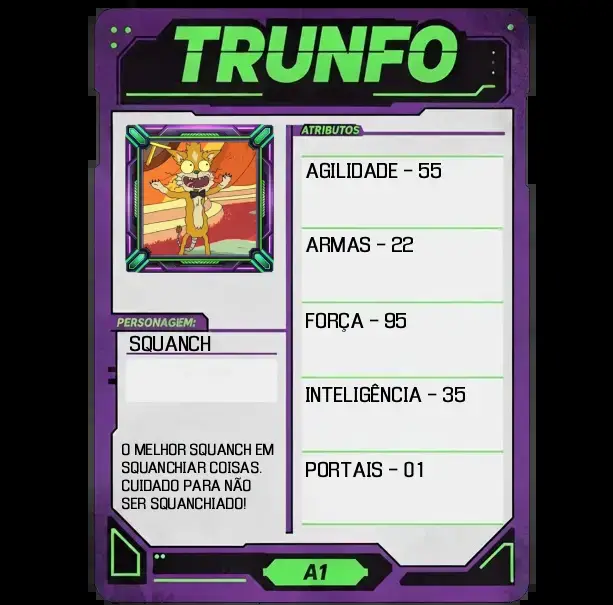 TRUNFO
ATRIBUTOS
AGILIDADE - 55
ARMAS - 22
FORÇA - 95
INTELIGÊNCIA - 35
PORTAIS - 01
PERSONAGEM:
SQUANCH
O MELHOR SQUANCH EM
SQUANCHIAR COISAS.
CUIDADO PARA NÃO
SER SQUANCHIADO!
A1